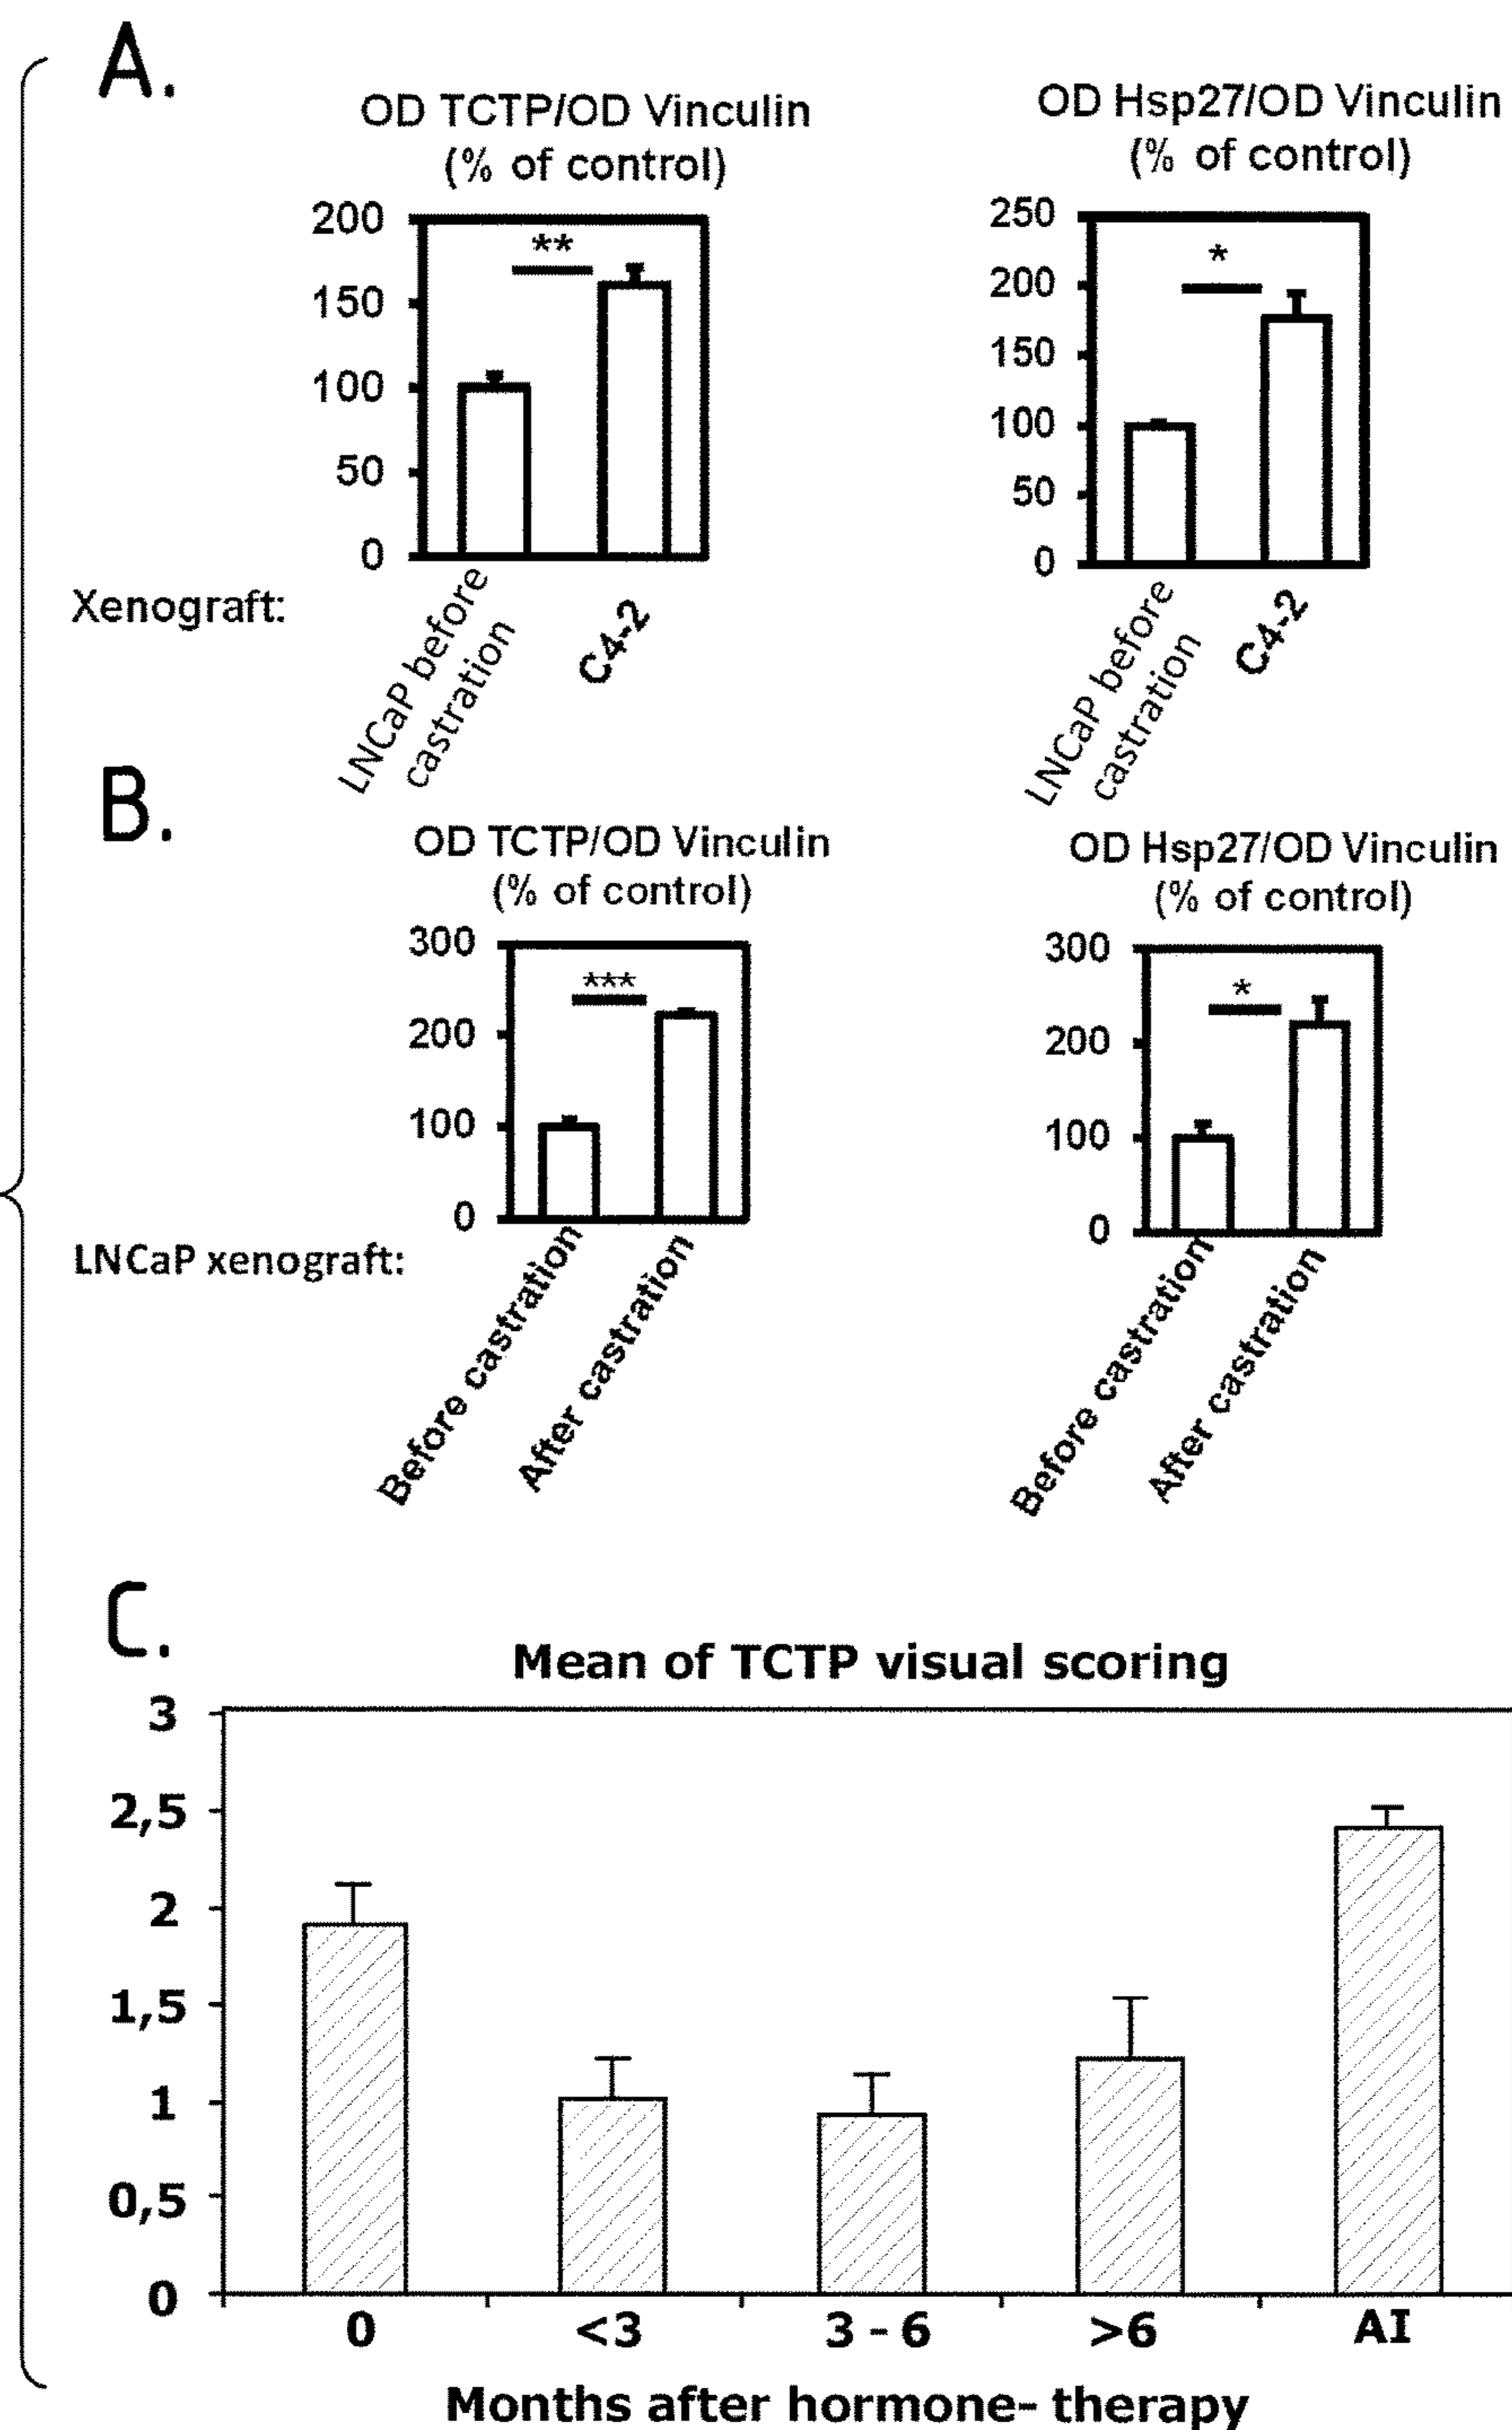 A.
OD TCTP/OD Vinculin
(% of control)
200
150
100
50
0
**
Xenograft:
LNCaP before
castration
C4-2
OD Hsp27/OD Vinculin
(% of control)
250
200
150
100
50
0
*
LNCaP before
castration
C4-2
B.
OD TCTP/OD Vinculin
(% of control)
300
200
100
0
***
LNCaP xenograft:
Before castration
After castration
OD Hsp27/OD Vinculin
(% of control)
300
200
100
0
*
Before castration
After castration
C.
Mean of TCTP visual scoring
3
2,5
2
1,5
1
0,5
0
0 <3 3 - 6 >6 AI
Months after hormone- therapy